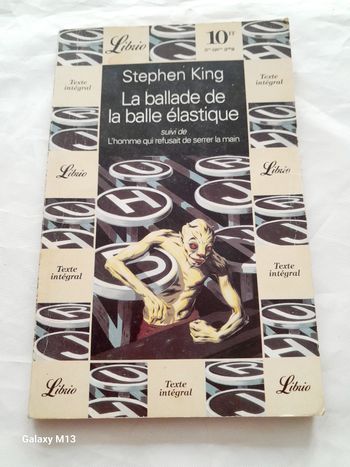 Librio
10FF
Texte
intégral
Stephen King
La ballade de
la balle élastique
suivi de
L'homme qui refusait de serrer la main
Texte
intégral
Librio
Librio
Texte
intégral
Texte
intégral
Librio
Texte
intégral
Librio
Galaxy M13